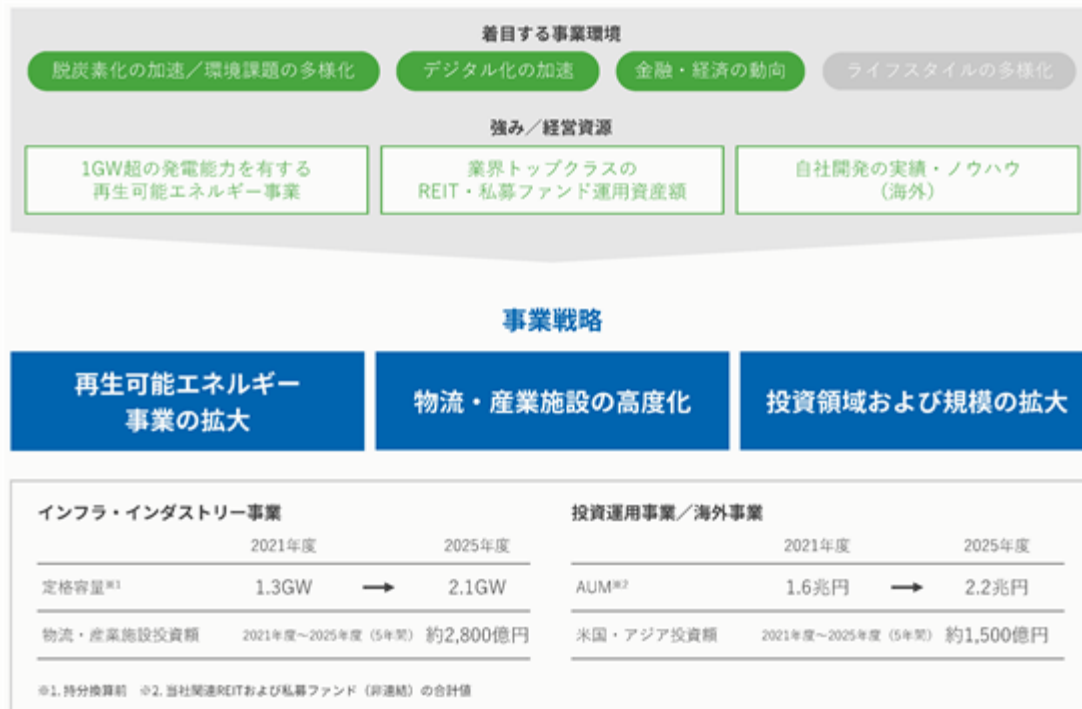 着目する事業環境
脱炭素化の加速／環境課題の多様化 デジタル化の加速 金融・経済の動向 ライフスタイルの多様化
強み／経営資源
1GW超の発電能力を有する
再生可能エネルギー事業
業界トップクラスの
REIT・私募ファンド運用資産額
自社開発の実績・ノウハウ
（海外）
事業戦略
再生可能エネルギー
事業の拡大
物流・産業施設の高度化
投資領域および規模の拡大
インフラ・インダストリー事業
2021年度 2025年度
定格容量※1 1.3GW → 2.1GW
物流・産業施設投資額 2021年度～2025年度（5年間） 約2,800億円
投資運用事業／海外事業
2021年度 2025年度
AUM※2 1.6兆円 → 2.2兆円
米国・アジア投資額 2021年度～2025年度（5年間） 約1,500億円
※1. 持分換算前 ※2. 当社関連REITおよび私募ファンド（非連結）の合計値